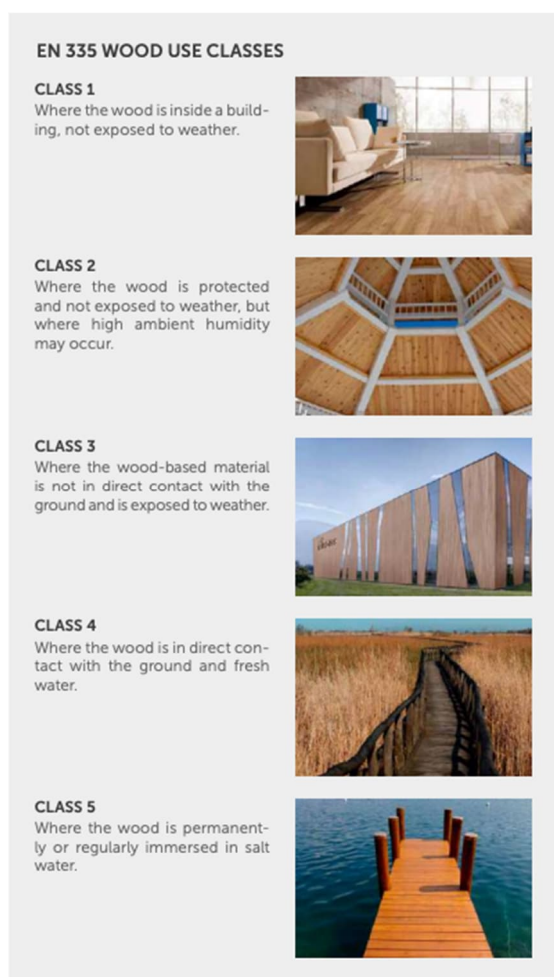 EN 335 WOOD USE CLASSES
CLASS 1
Where the wood is inside a build-
ing, not exposed to weather.
CLASS 2
Where the wood is protected
and not exposed to weather, but
where high ambient humidity
may occur.
CLASS 3
Where the wood-based material
is not in direct contact with the
ground and is exposed to weather.
CLASS 4
Where the wood is in direct con-
tact with the ground and fresh
water.
CLASS 5
Where the wood is permanent-
ly or regularly immersed in salt
water.